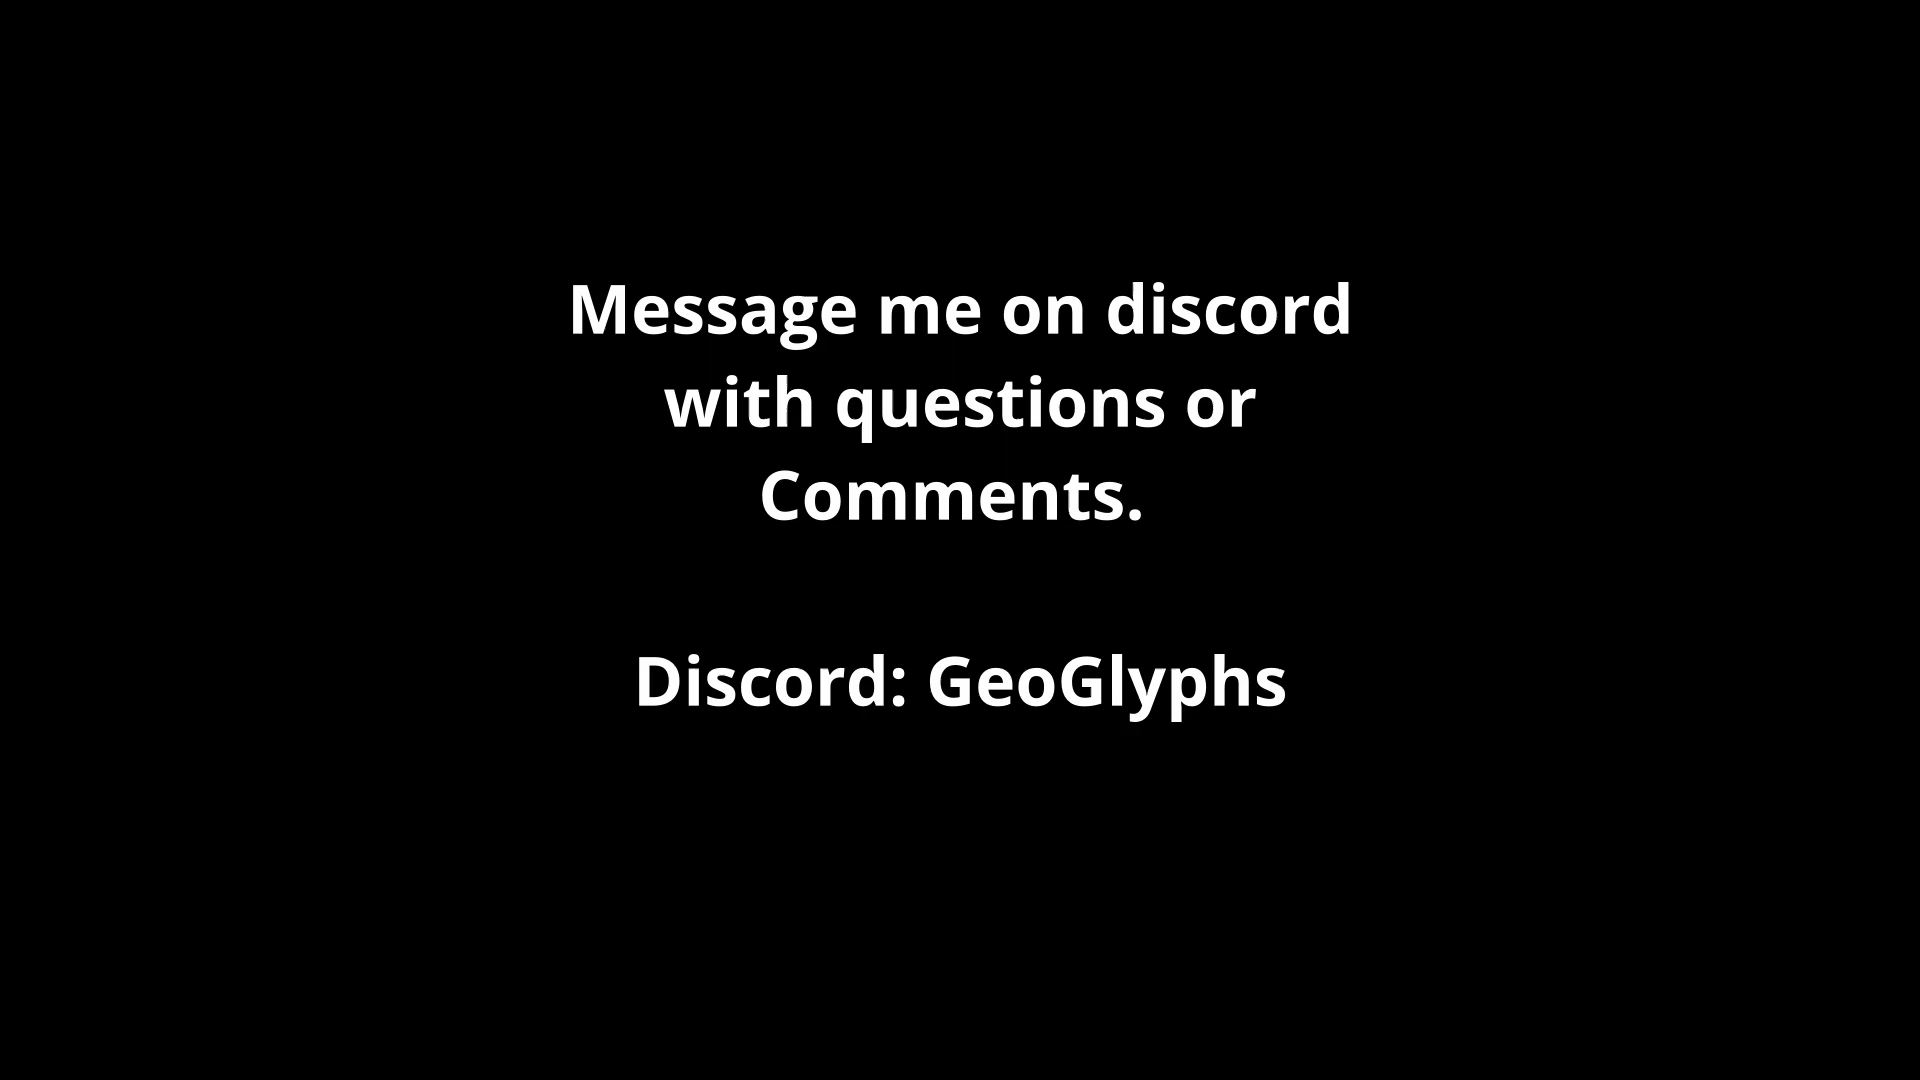 Message me on discord
with questions or
Comments.
Discord: GeoGlyphs